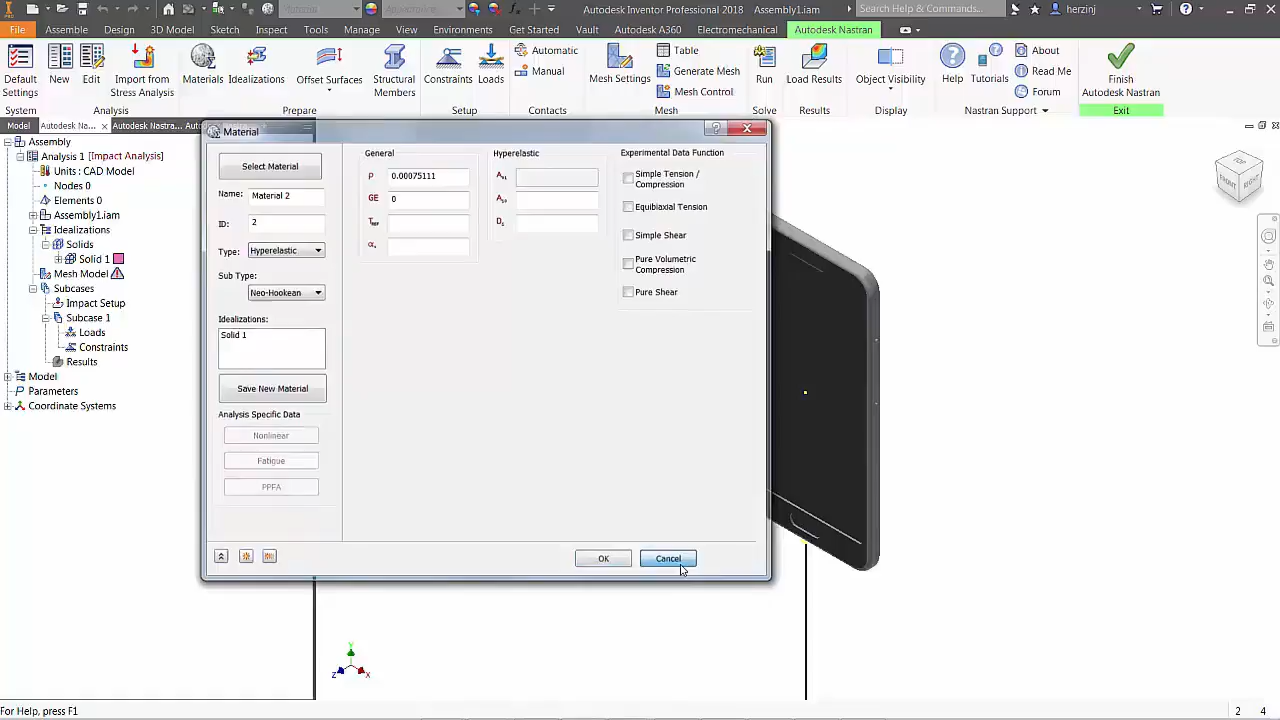 Autodesk Inventor Professional 2018
Assembly1.iam
Search Help & Commands...
herzinj
File
Assemble
Design
3D Model
Sketch
Inspect
Tools
Manage
View
Environments
Get Started
Vault
Autodesk A360
Electromechanical
Autodesk Nastran
Default Settings
New
Edit
Import from Stress Analysis
Materials
Idealizations
Offset Surfaces
Structural Members
Constraints
Loads
Automatic
Manual
Mesh Settings
Table
Generate Mesh
Mesh Control
Run
Load Results
Object Visibility
Help
Tutorials
About
Read Me
Forum
Finish Autodesk Nastran
System
Analysis
Prepare
Setup
Contacts
Mesh
Solve
Results
Display
Nastran Support
Exit
Model
Autodesk Na...
Autodesk Nastra...
Assembly
Analysis 1 [Impact Analysis]
Units : CAD Model
Nodes 0
Elements 0
Assembly1.iam
Idealizations
Solids
Solid 1
Mesh Model
Subcases
Impact Setup
Subcase 1
Loads
Constraints
Results
Model
Parameters
Coordinate Systems
Material
Select Material
Name: Material 2
ID: 2
Type: Hyperelastic
Sub Type:
Neo-Hookean
Idealizations:
Solid 1
Save New Material
Analysis Specific Data
Nonlinear
Fatigue
PPFA
General
ρ 0.00075111
GE 0
Hyperelastic
Experimental Data Function
Simple Tension / Compression
Equibiaxial Tension
Simple Shear
Pure Volumetric Compression
Pure Shear
OK
Cancel
TOP
FRONT
RIGHT
Y
Z
X
For Help, press F1
2 4